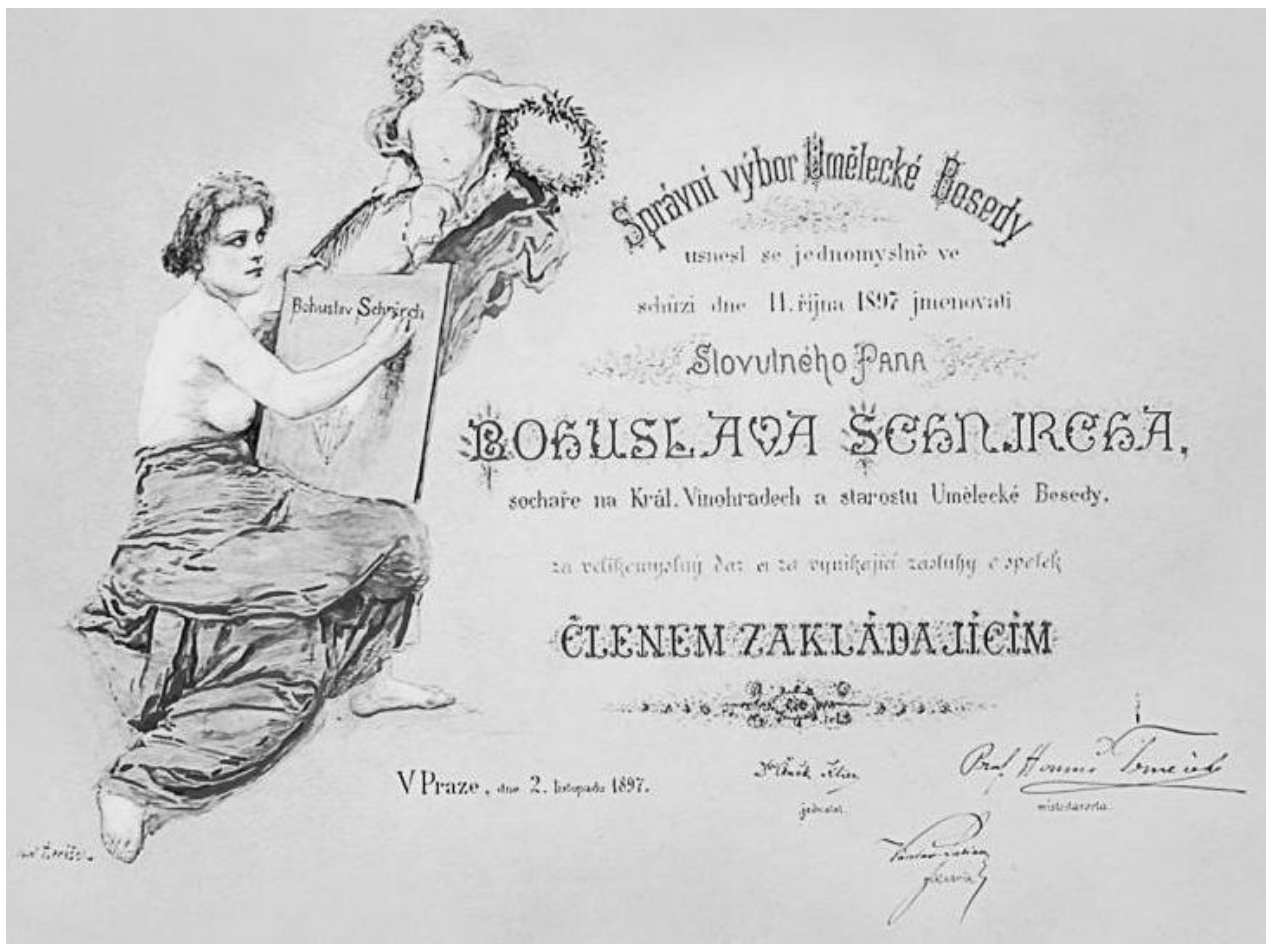 Bohuslav Schnirch
Správní výbor Umělecké Besedy
usnesl se jednomyslně ve
schůzi dne 11. října 1897 jmenovati
Slovutného Pana
BOHUSLAVA SCHNIRCHA,
sochaře na Král. Vinohradech a starostu Umělecké Besedy.
za velikomyslný dar a za vynikající zásluhy o spolek
ČLENEM ZAKLÁDAJÍCÍM
V Praze, dne 2. listopadu 1897.
jednatel.
Prof.
místostarosta.